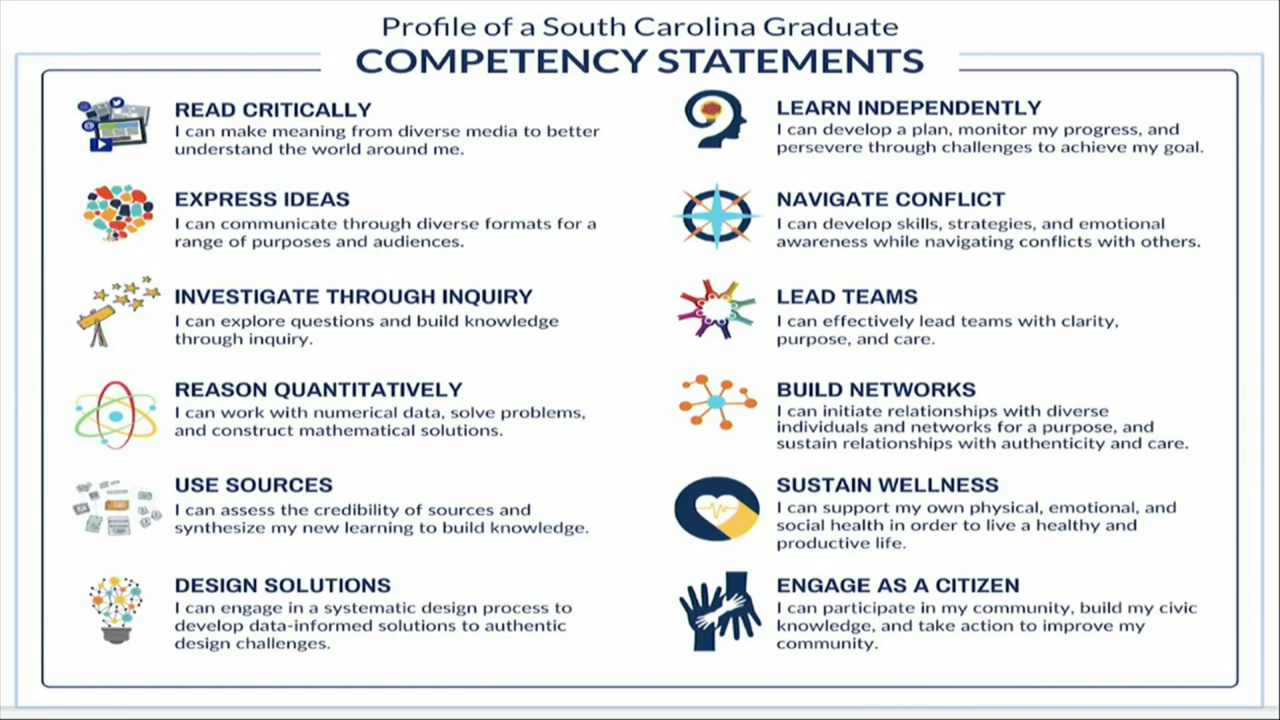 Profile of a South Carolina Graduate
COMPETENCY STATEMENTS
READ CRITICALLY
I can make meaning from diverse media to better
understand the world around me.
EXPRESS IDEAS
I can communicate through diverse formats for a
range of purposes and audiences.
INVESTIGATE THROUGH INQUIRY
I can explore questions and build knowledge
through inquiry.
REASON QUANTITATIVELY
I can work with numerical data, solve problems,
and construct mathematical solutions.
USE SOURCES
I can assess the credibility of sources and
synthesize my new learning to build knowledge.
DESIGN SOLUTIONS
I can engage in a systematic design process to
develop data-informed solutions to authentic
design challenges.
LEARN INDEPENDENTLY
I can develop a plan, monitor my progress, and
persevere through challenges to achieve my goal.
NAVIGATE CONFLICT
I can develop skills, strategies, and emotional
awareness while navigating conflicts with others.
LEAD TEAMS
I can effectively lead teams with clarity,
purpose, and care.
BUILD NETWORKS
I can initiate relationships with diverse
individuals and networks for a purpose, and
sustain relationships with authenticity and care.
SUSTAIN WELLNESS
I can support my own physical, emotional, and
social health in order to live a healthy and
productive life.
ENGAGE AS A CITIZEN
I can participate in my community, build my civic
knowledge, and take action to improve my
community.